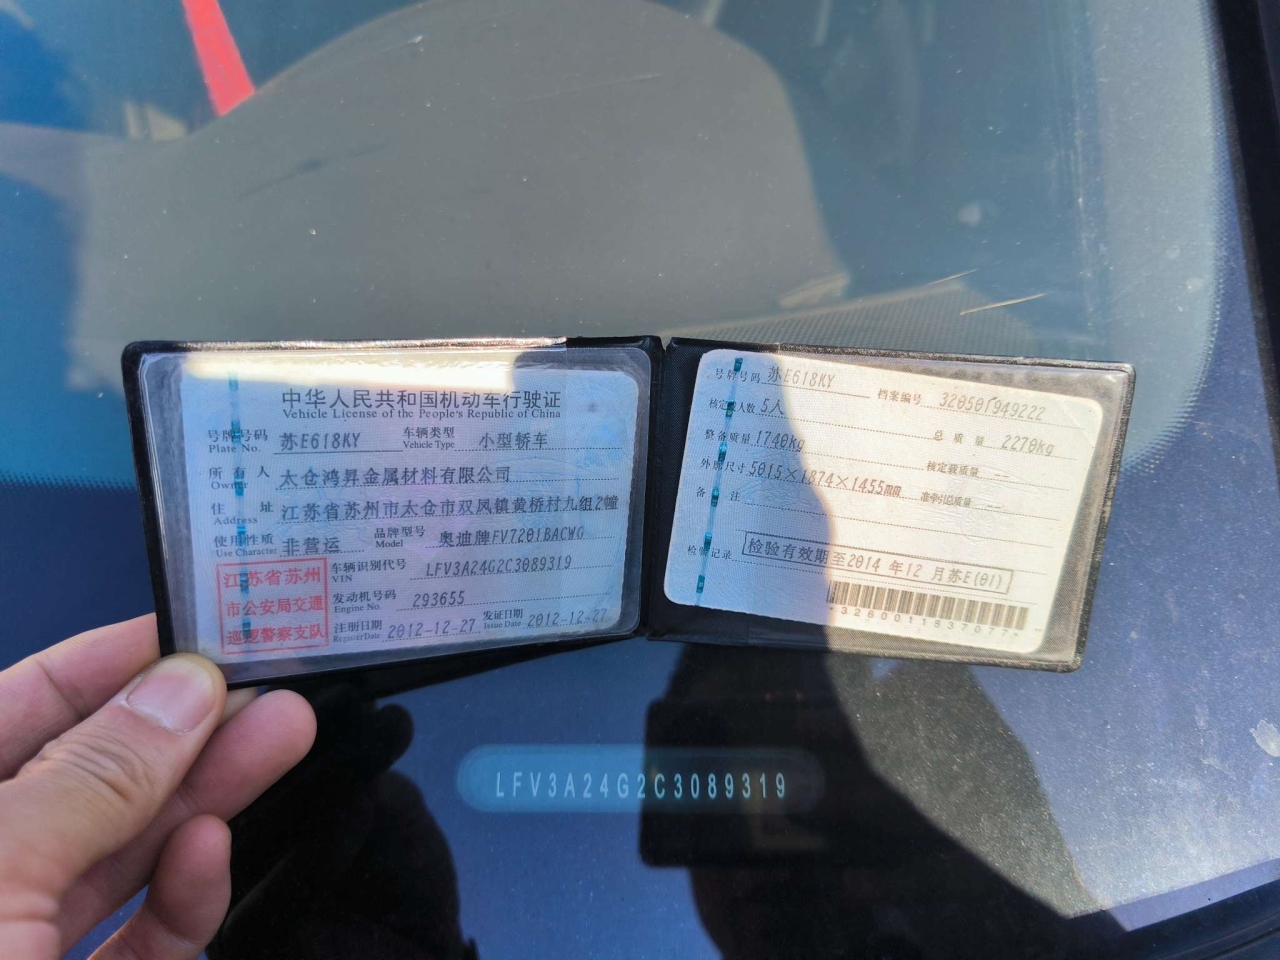 中华人民共和国机动车行驶证
Vehicle License of the People's Republic of China
号牌号码 苏E618KY 车辆类型 小型轿车
Plate No. Vehicle Type
所有人 太仓鸿昇金属材料有限公司
Owner
住址 江苏省苏州市太仓市双凤镇黄桥村九组2幢
Address
使用性质 非营运 品牌型号 奥迪牌FV7201BACWG
Use Character Model
江苏省苏州
市公安局交通
巡逻警察支队
车辆识别代号 LFV3A24G2C3089319
VIN
发动机号码 293655
Engine No.
注册日期 2012-12-27 发证日期 2012-12-27
Register Date Issue Date
号牌号码 苏E618KY 档案编号 320501949222
核定载人数 5人 总质量 2270kg
整备质量 1740kg 核定载质量 --
外廓尺寸 5015×1874×1455mm 准牵引总质量 --
备注
检验记录 检验有效期至2014年12月苏E(01)
*3260011837077*
LFV3A24G2C3089319